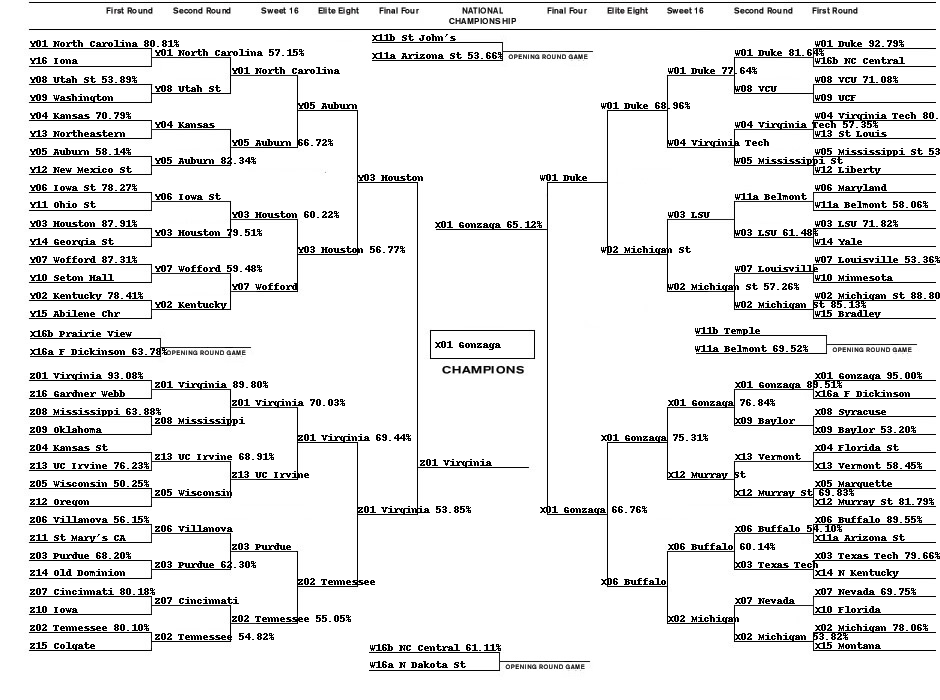 First Round Second Round Sweet 16 Elite Eight Final Four NATIONAL CHAMPIONSHIP Final Four Elite Eight Sweet 16 Second Round First Round
X11b St John's
X11a Arizona St 53.66% OPENING ROUND GAME
Y01 North Carolina 80.81%
Y01 North Carolina 57.15%
Y16 Iona
Y01 North Carolina
Y08 Utah St 53.89%
Y08 Utah St
Y09 Washington
Y05 Auburn
Y04 Kansas 70.79%
Y04 Kansas
Y13 Northeastern
Y05 Auburn 66.72%
Y05 Auburn 58.14%
Y05 Auburn 82.34%
Y12 New Mexico St
Y03 Houston
Y06 Iowa St 78.27%
Y06 Iowa St
Y11 Ohio St
Y03 Houston 60.22%
Y03 Houston 87.91%
Y03 Houston 79.51%
Y14 Georgia St
Y03 Houston 56.77%
Y07 Wofford 87.31%
Y07 Wofford 59.48%
Y10 Seton Hall
Y07 Wofford
Y02 Kentucky 78.41%
Y02 Kentucky
Y15 Abilene Chr
X16b Prairie View
X16a F Dickinson 63.78% OPENING ROUND GAME
Z01 Virginia 93.08%
Z01 Virginia 89.80%
Z16 Gardner Webb
Z01 Virginia 70.03%
Z08 Mississippi 63.88%
Z08 Mississippi
Z09 Oklahoma
Z01 Virginia 69.44%
Z04 Kansas St
Z13 UC Irvine 68.91%
Z13 UC Irvine 76.23%
Z13 UC Irvine
Z05 Wisconsin 50.25%
Z05 Wisconsin
Z12 Oregon
Z01 Virginia 53.85%
Z06 Villanova 56.15%
Z06 Villanova
Z11 St Mary's CA
Z03 Purdue
Z03 Purdue 68.20%
Z03 Purdue 62.30%
Z14 Old Dominion
Z02 Tennessee
Z07 Cincinnati 80.18%
Z07 Cincinnati
Z10 Iowa
Z02 Tennessee 55.05%
Z02 Tennessee 80.10%
Z02 Tennessee 54.82%
Z15 Colgate
X01 Gonzaga 65.12%
X01 Gonzaga
CHAMPIONS
Z01 Virginia
W16b NC Central 61.11%
W16a N Dakota St OPENING ROUND GAME
W01 Duke 92.79%
W01 Duke 81.64%
W16b NC Central
W01 Duke 77.64%
W08 VCU 71.08%
W08 VCU
W09 UCF
W01 Duke 68.96%
W04 Virginia Tech 80.
W04 Virginia Tech 57.35%
W13 St Louis
W04 Virginia Tech
W05 Mississippi St 53
W05 Mississippi St
W12 Liberty
W01 Duke
W06 Maryland
W11a Belmont
W11a Belmont 58.06%
W03 LSU
W03 LSU 71.82%
W03 LSU 61.48%
W14 Yale
W02 Michigan St
W07 Louisville 53.36%
W07 Louisville
W10 Minnesota
W02 Michigan St 57.26%
W02 Michigan St 88.80
W02 Michigan St 85.13%
W15 Bradley
W11b Temple
W11a Belmont 69.52% OPENING ROUND GAME
X01 Gonzaga 95.00%
X01 Gonzaga 89.51%
X16a F Dickinson
X01 Gonzaga 76.84%
X08 Syracuse
X09 Baylor
X09 Baylor 53.20%
X01 Gonzaga 75.31%
X04 Florida St
X13 Vermont
X13 Vermont 58.45%
X12 Murray St
X05 Marquette
X12 Murray St 69.83%
X12 Murray St 81.79%
X01 Gonzaga 66.76%
X06 Buffalo 89.55%
X06 Buffalo 54.10%
X11a Arizona St
X06 Buffalo 60.14%
X03 Texas Tech 79.66%
X03 Texas Tech
X14 N Kentucky
X06 Buffalo
X07 Nevada 69.75%
X07 Nevada
X10 Florida
X02 Michigan
X02 Michigan 78.06%
X02 Michigan 53.82%
X15 Montana